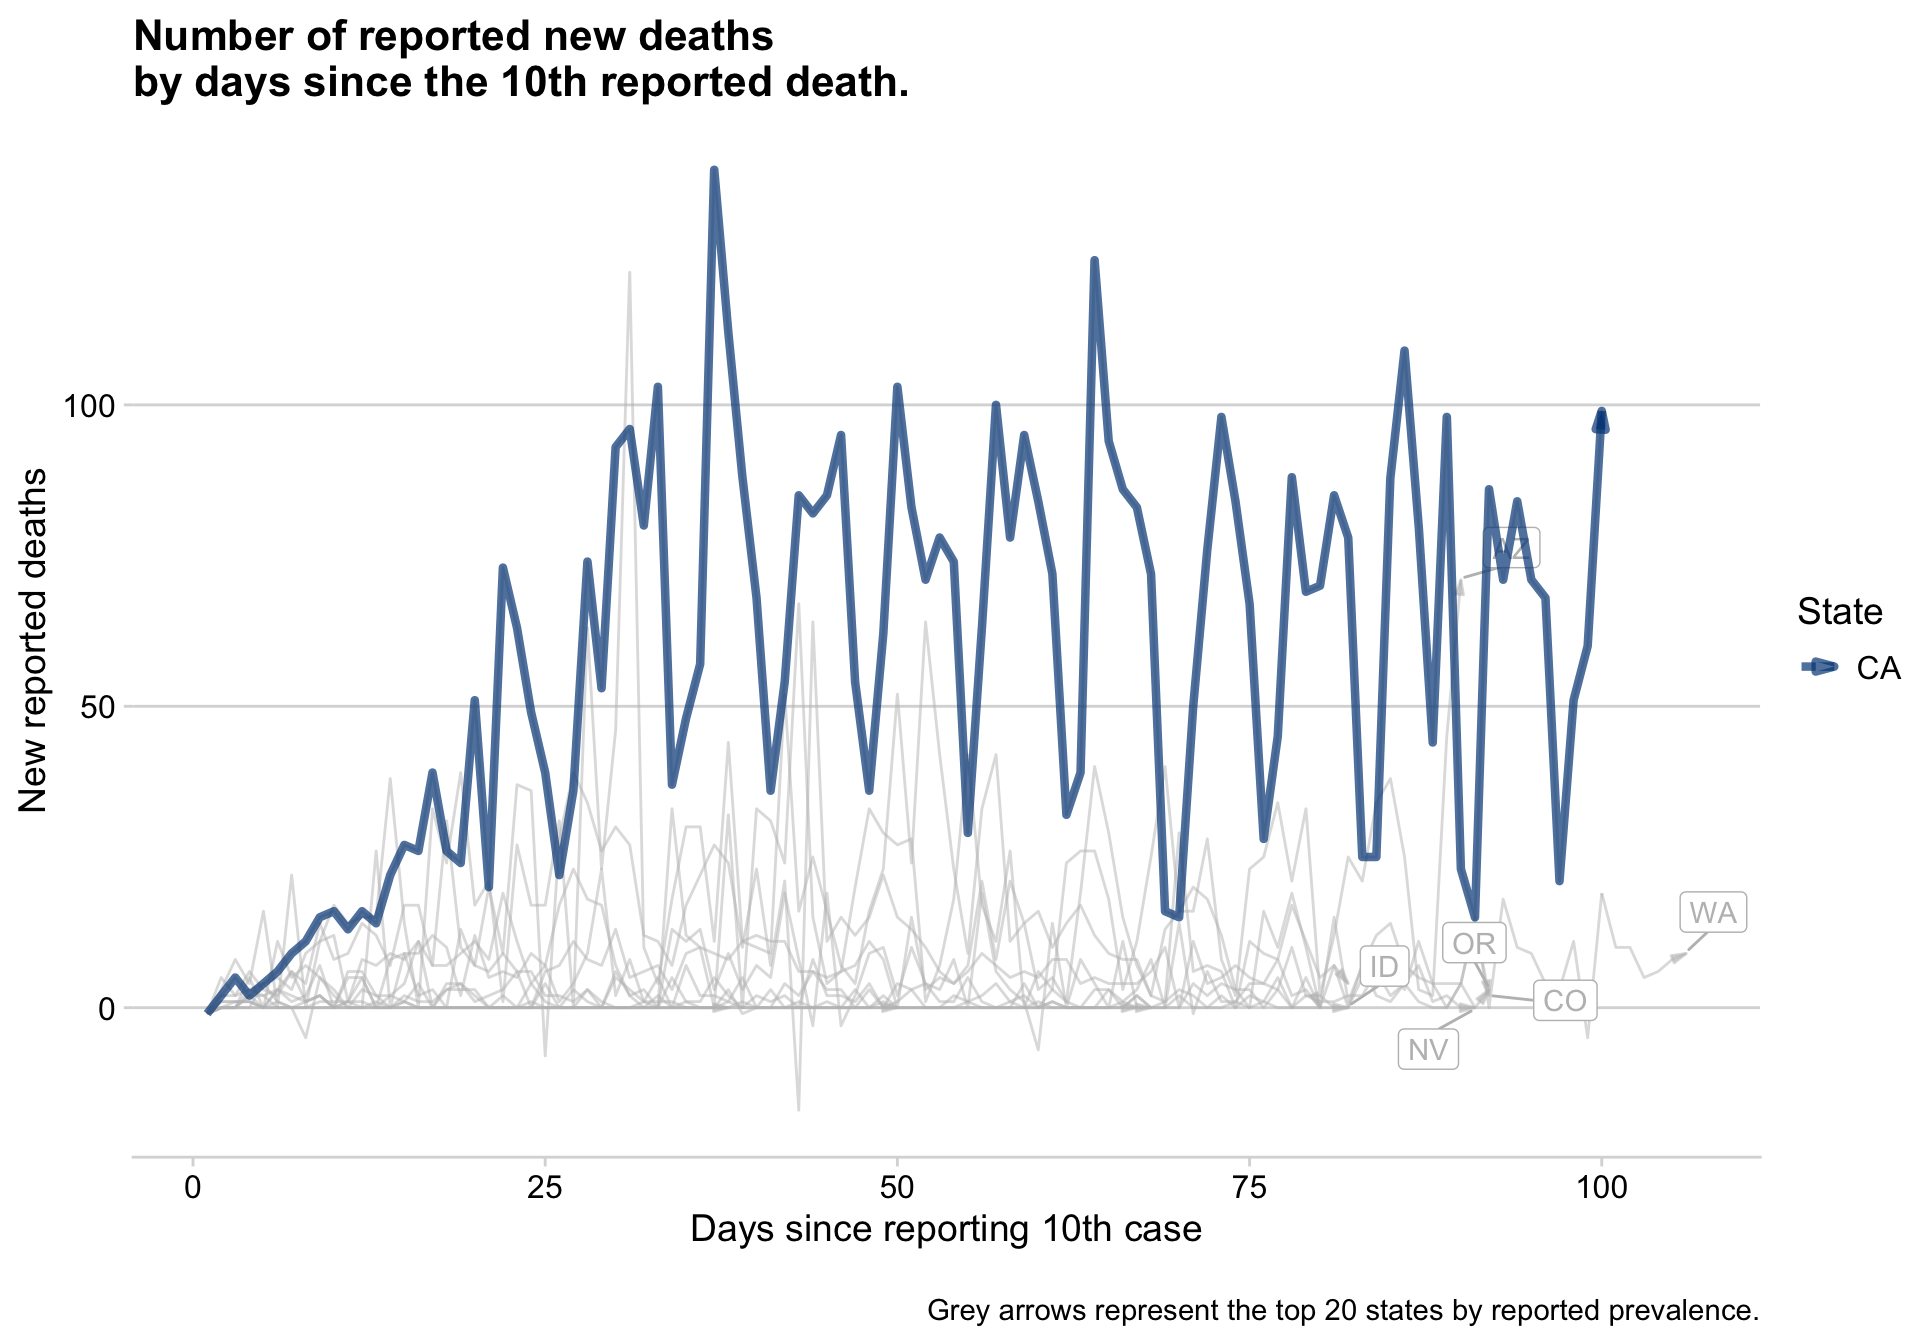 Number of reported new deaths
by days since the 10th reported death.
New reported deaths
100
50
0
AZ
WA
OR
ID
CO
NV
State
CA
0 25 50 75 100
Days since reporting 10th case
Grey arrows represent the top 20 states by reported prevalence.